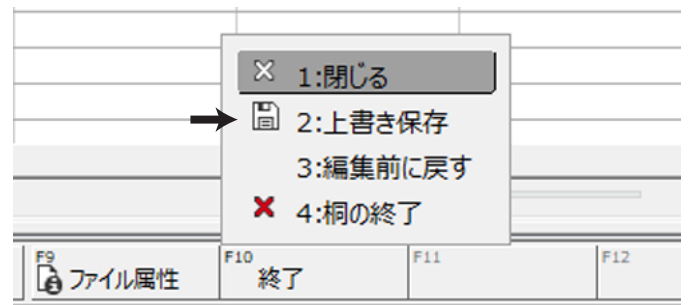 1:閉じる
2:上書き保存
3:編集前に戻す
4:桐の終了
F9 ファイル属性
F10 終了
F11
F12